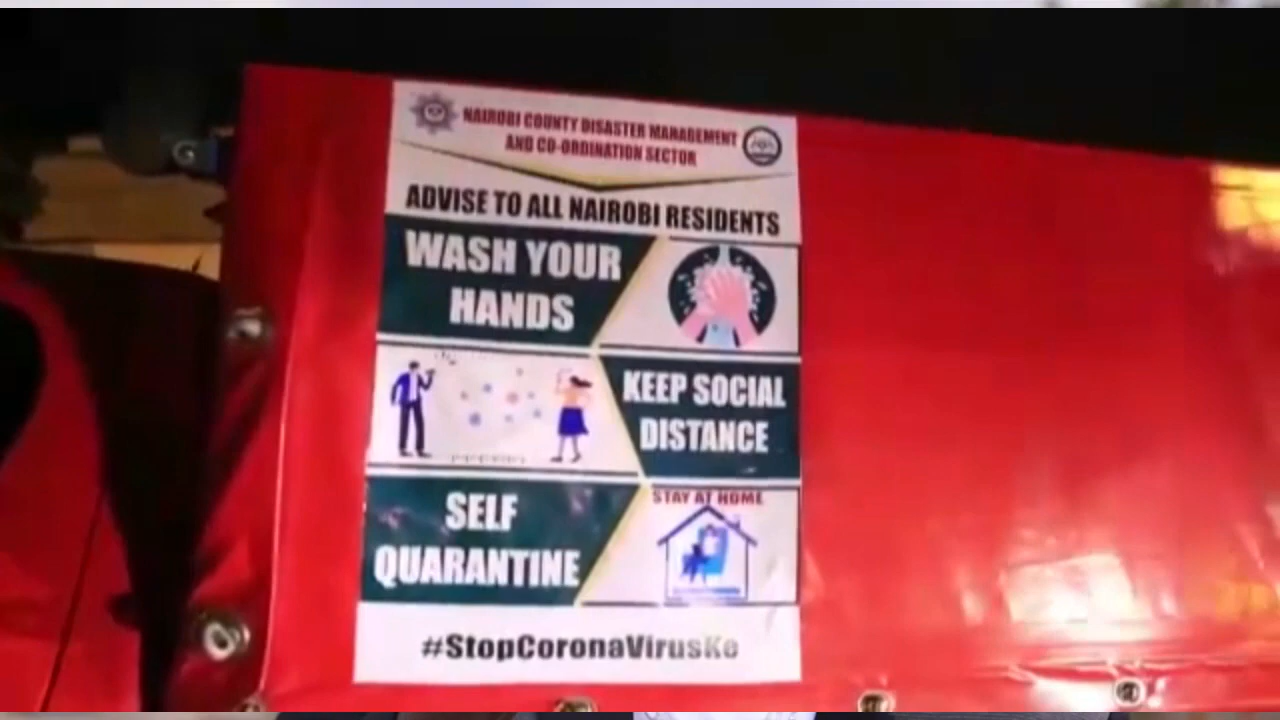 NAIROBI COUNTY DISASTER MANAGEMENT
AND CO-ORDINATION SECTOR
ADVISE TO ALL NAIROBI RESIDENTS
WASH YOUR
HANDS
KEEP SOCIAL
DISTANCE
STAY AT HOME
SELF
QUARANTINE
#StopCoronaVirusKe